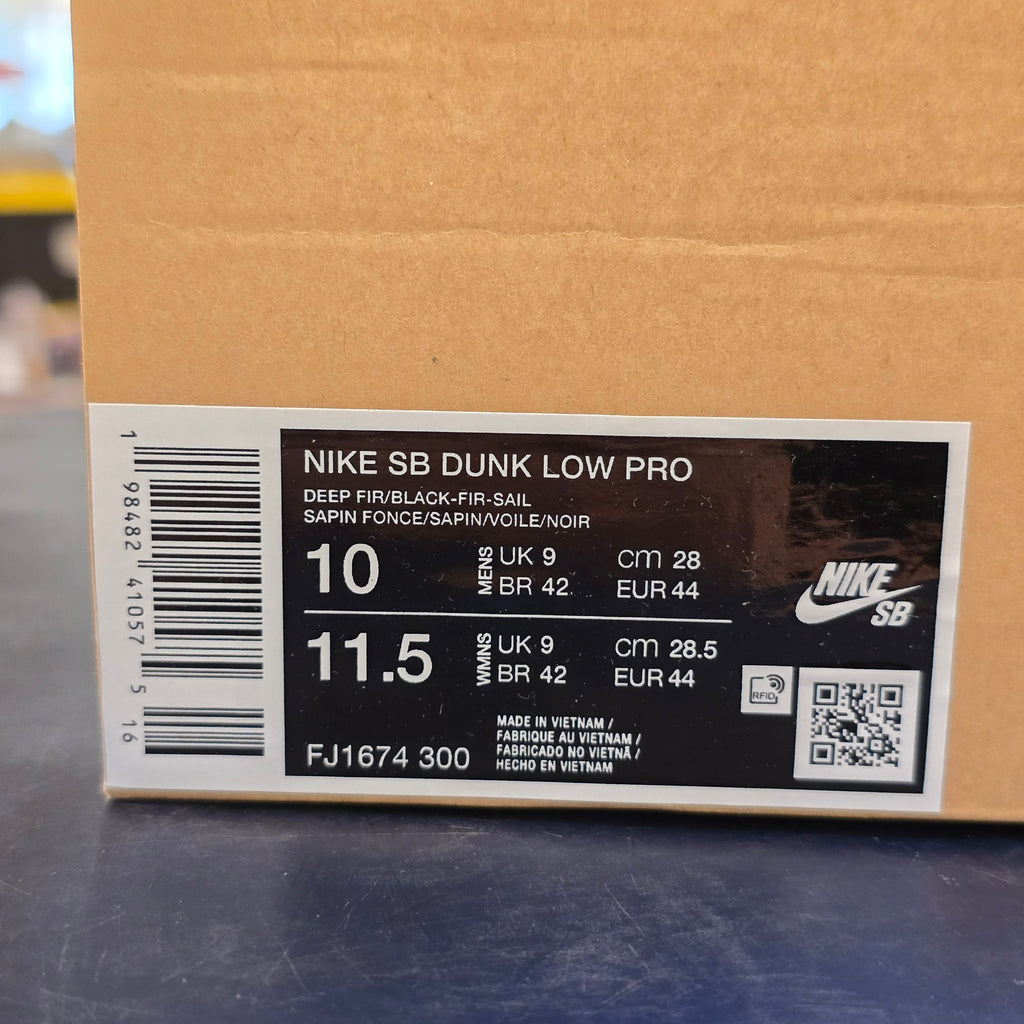 NIKE SB DUNK LOW PRO
DEEP FIR/BLACK-FIR-SAIL
SAPIN FONCE/SAPIN/VOILE/NOIR
10
MENS
UK 9
CM 28
BR 42
EUR 44
11.5
WMNS
UK 9
CM 28.5
BR 42
EUR 44
FJ1674 300
MADE IN VIETNAM /
FABRIQUE AU VIETNAM /
FABRICADO NO VIETNÃ /
HECHO EN VIETNAM
NIKE
SB
RFID
1 98482 41057 5 16